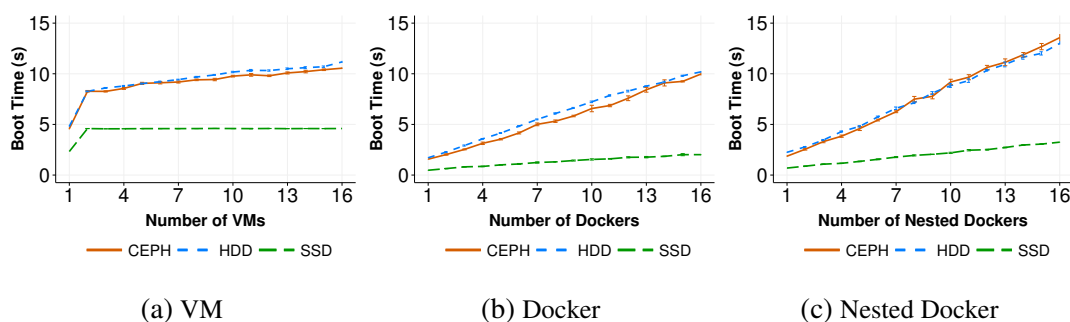 15
10
5
0
Boot Time (s)
1 4 7 10 13 16
Number of VMs
CEPH HDD SSD
(a) VM
15
10
5
0
Boot Time (s)
1 4 7 10 13 16
Number of Dockers
CEPH HDD SSD
(b) Docker
15
10
5
0
Boot Time (s)
1 4 7 10 13 16
Number of Nested Dockers
CEPH HDD SSD
(c) Nested Docker